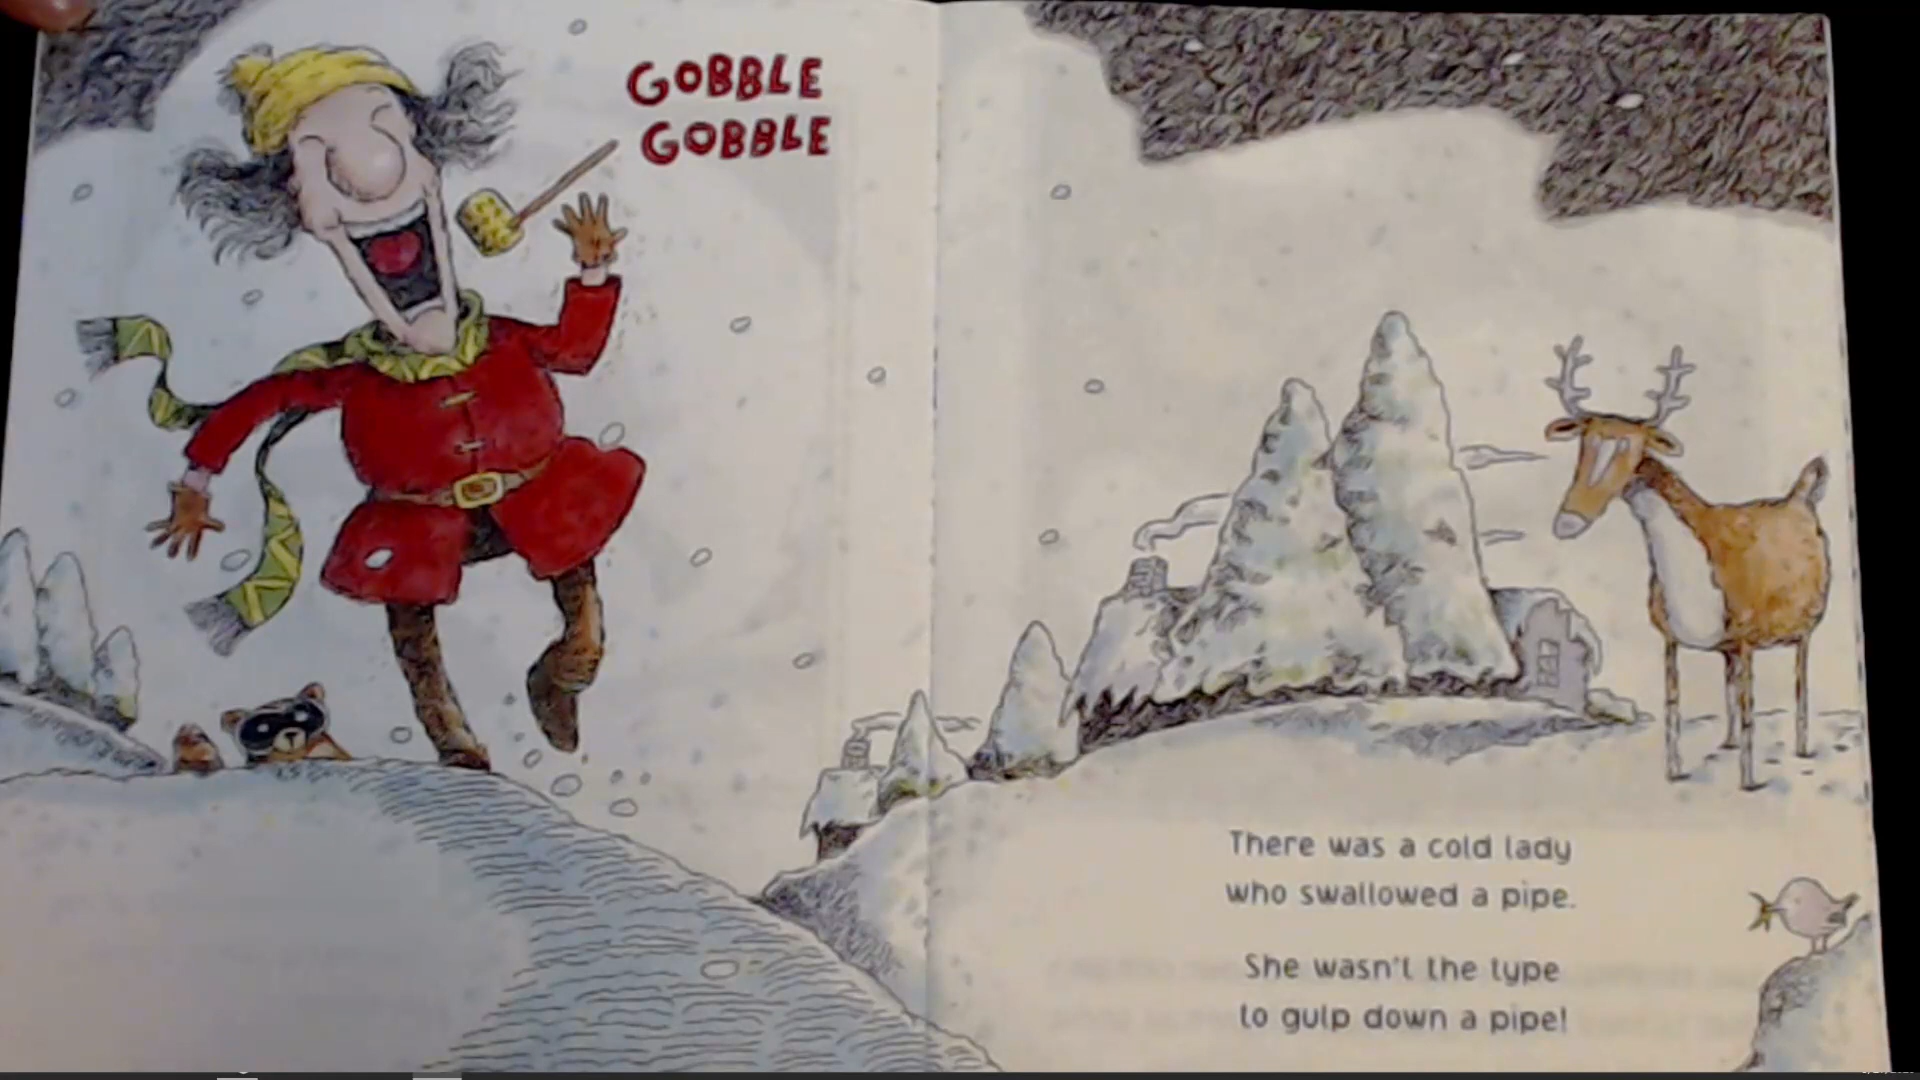 GOBBLE
GOBBLE
There was a cold lady
who swallowed a pipe.
She wasn't the type
to gulp down a pipe!